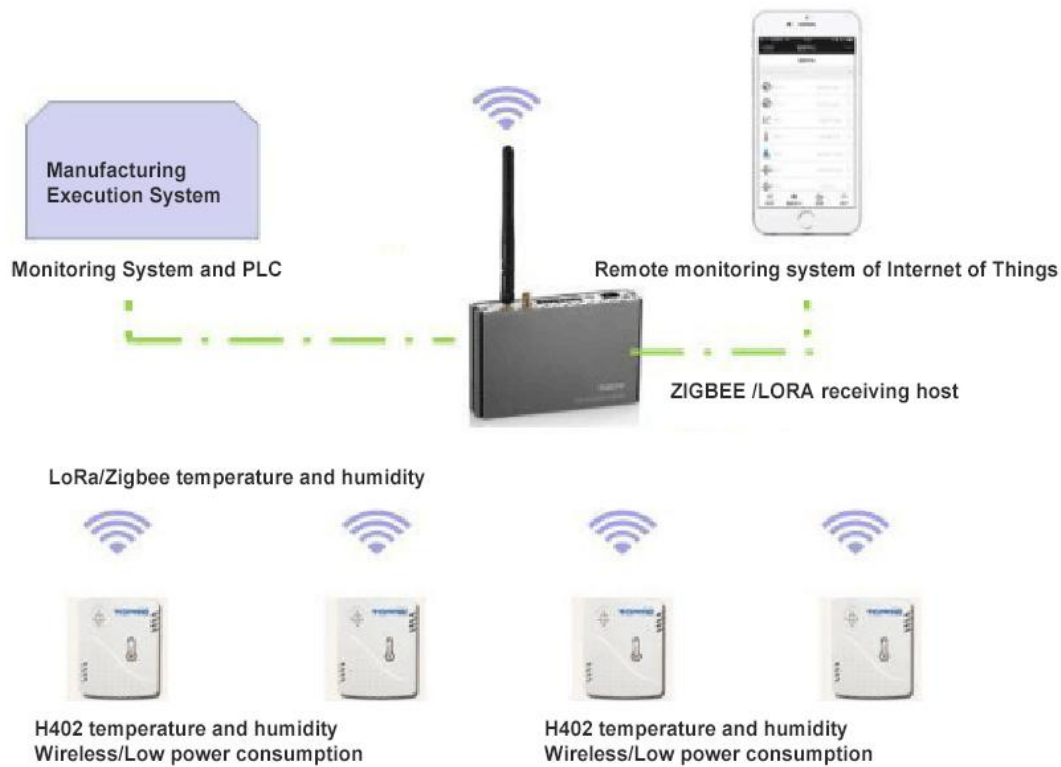 Manufacturing
Execution System
Monitoring System and PLC
Remote monitoring system of Internet of Things
ZIGBEE /LORA receiving host
LoRa/Zigbee temperature and humidity
H402 temperature and humidity
Wireless/Low power consumption
H402 temperature and humidity
Wireless/Low power consumption